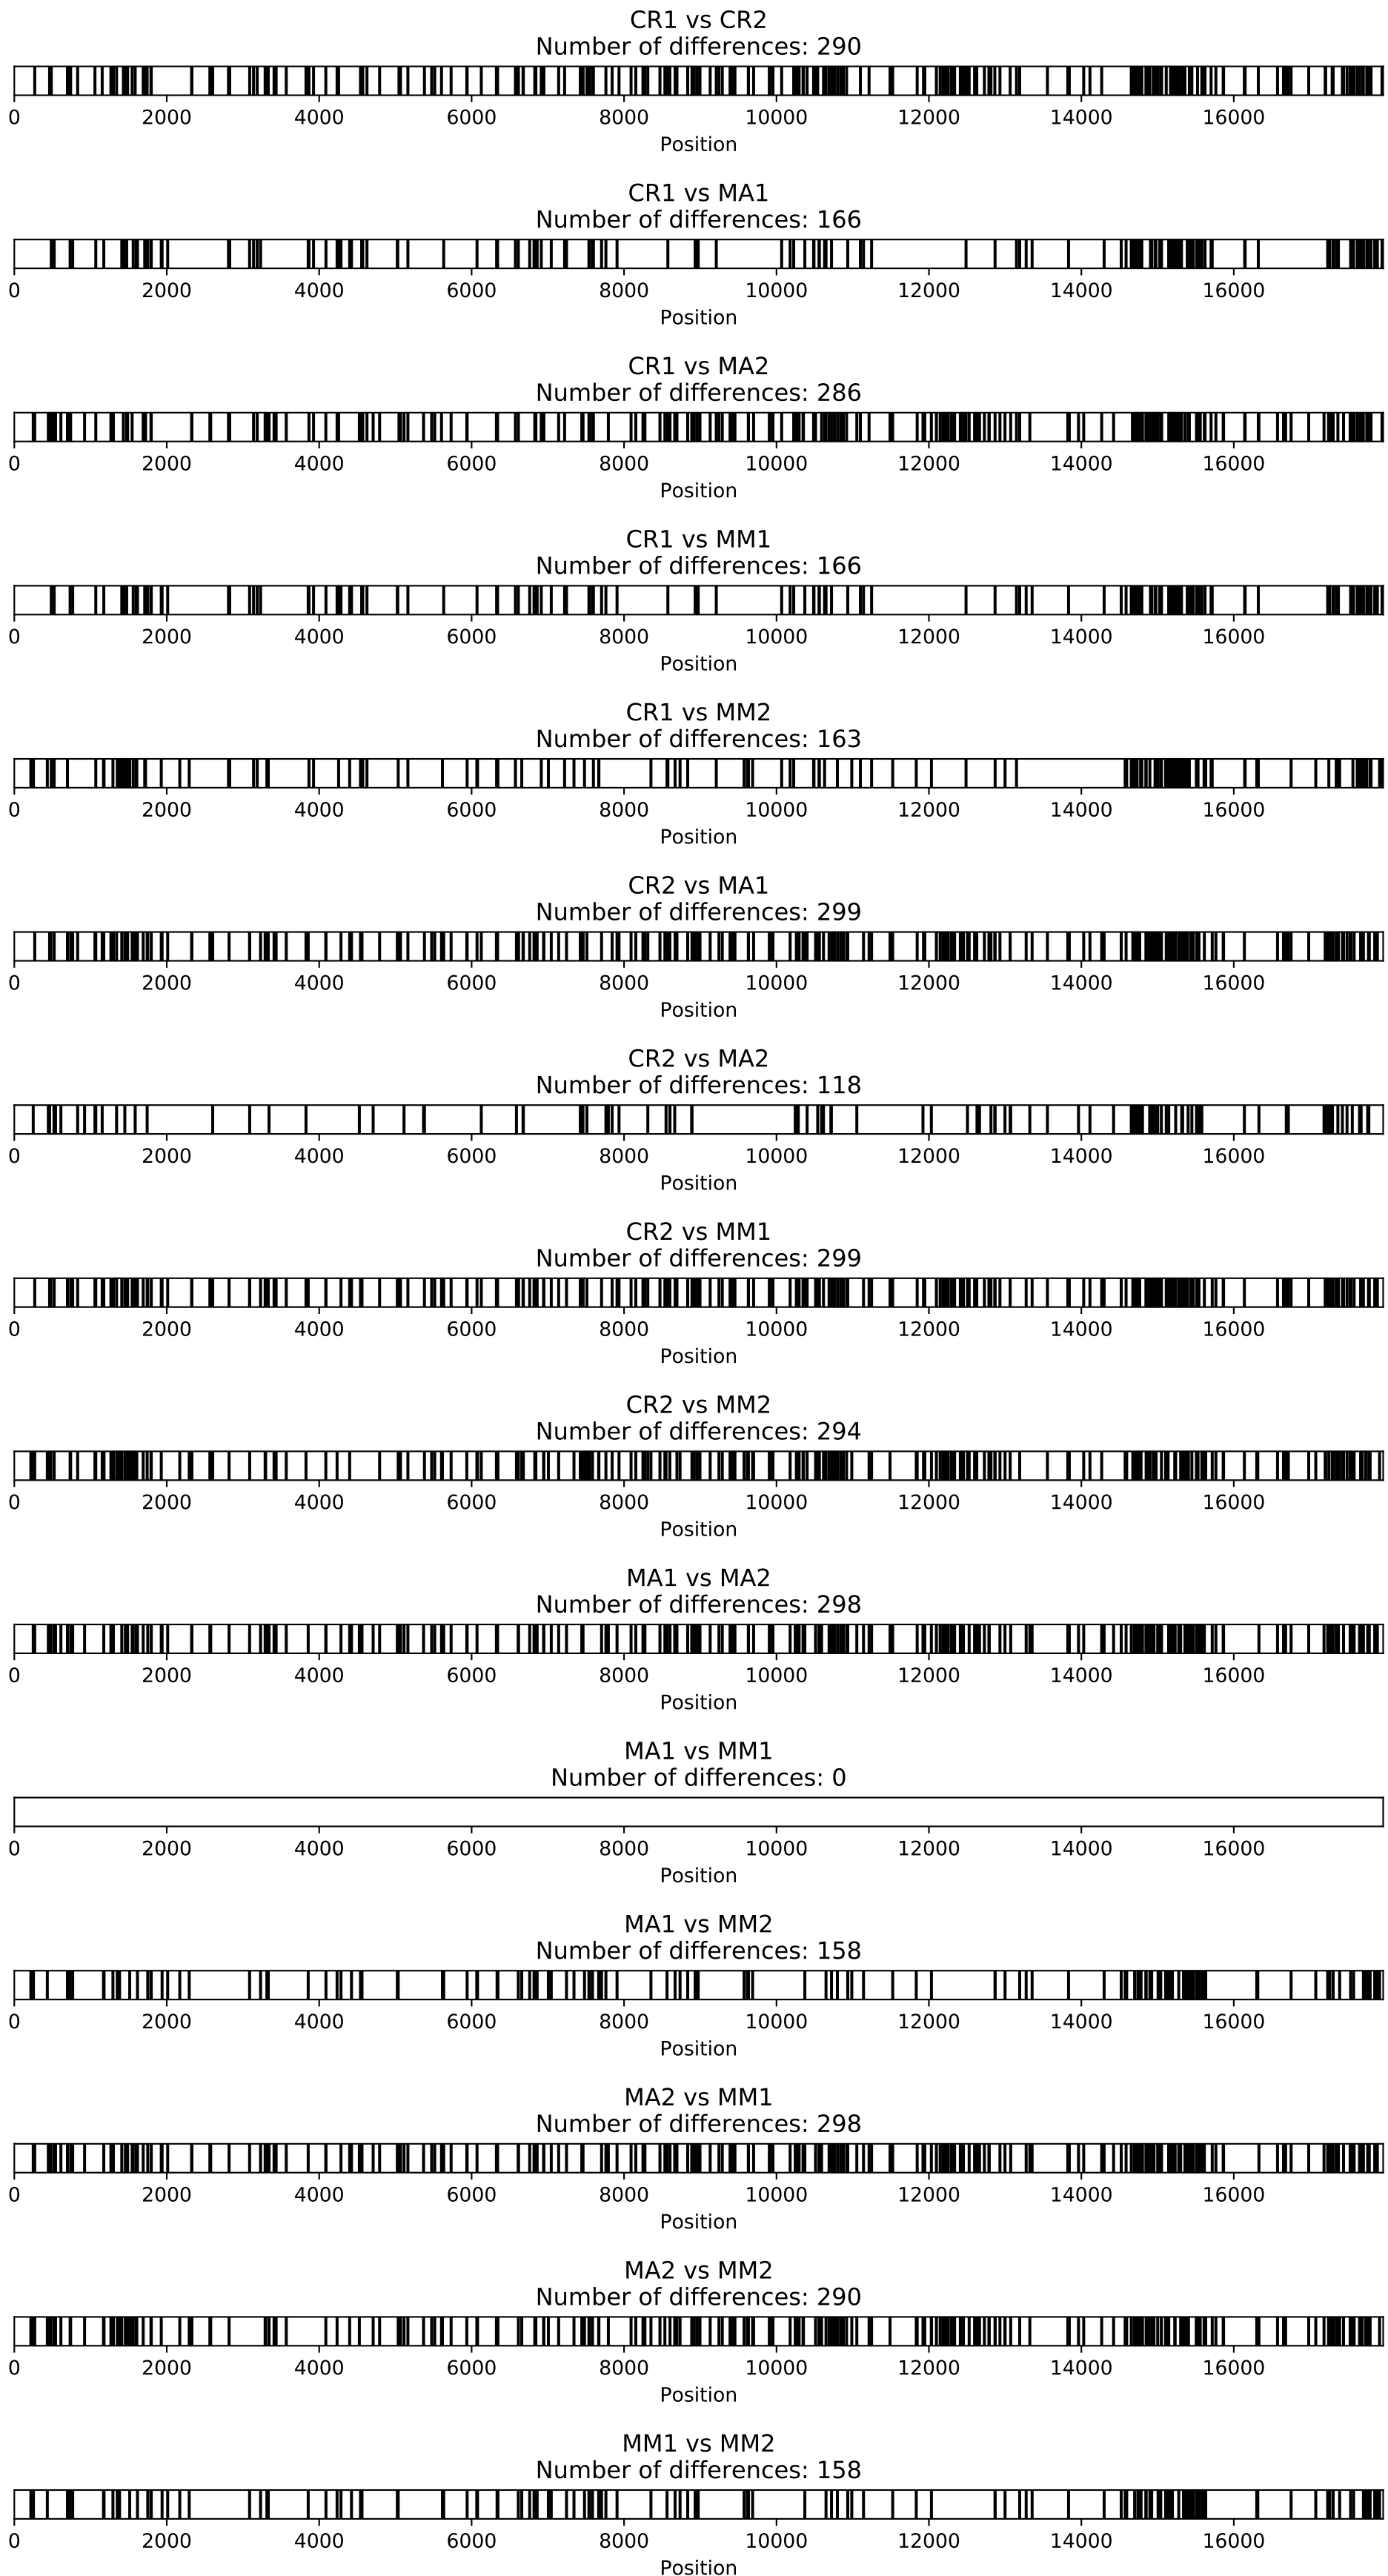 CR1 vs CR2
Number of differences: 290
0 2000 4000 6000 8000 10000 12000 14000 16000
Position
CR1 vs MA1
Number of differences: 166
0 2000 4000 6000 8000 10000 12000 14000 16000
Position
CR1 vs MA2
Number of differences: 286
0 2000 4000 6000 8000 10000 12000 14000 16000
Position
CR1 vs MM1
Number of differences: 166
0 2000 4000 6000 8000 10000 12000 14000 16000
Position
CR1 vs MM2
Number of differences: 163
0 2000 4000 6000 8000 10000 12000 14000 16000
Position
CR2 vs MA1
Number of differences: 299
0 2000 4000 6000 8000 10000 12000 14000 16000
Position
CR2 vs MA2
Number of differences: 118
0 2000 4000 6000 8000 10000 12000 14000 16000
Position
CR2 vs MM1
Number of differences: 299
0 2000 4000 6000 8000 10000 12000 14000 16000
Position
CR2 vs MM2
Number of differences: 294
0 2000 4000 6000 8000 10000 12000 14000 16000
Position
MA1 vs MA2
Number of differences: 298
0 2000 4000 6000 8000 10000 12000 14000 16000
Position
MA1 vs MM1
Number of differences: 0
0 2000 4000 6000 8000 10000 12000 14000 16000
Position
MA1 vs MM2
Number of differences: 158
0 2000 4000 6000 8000 10000 12000 14000 16000
Position
MA2 vs MM1
Number of differences: 298
0 2000 4000 6000 8000 10000 12000 14000 16000
Position
MA2 vs MM2
Number of differences: 290
0 2000 4000 6000 8000 10000 12000 14000 16000
Position
MM1 vs MM2
Number of differences: 158
0 2000 4000 6000 8000 10000 12000 14000 16000
Position